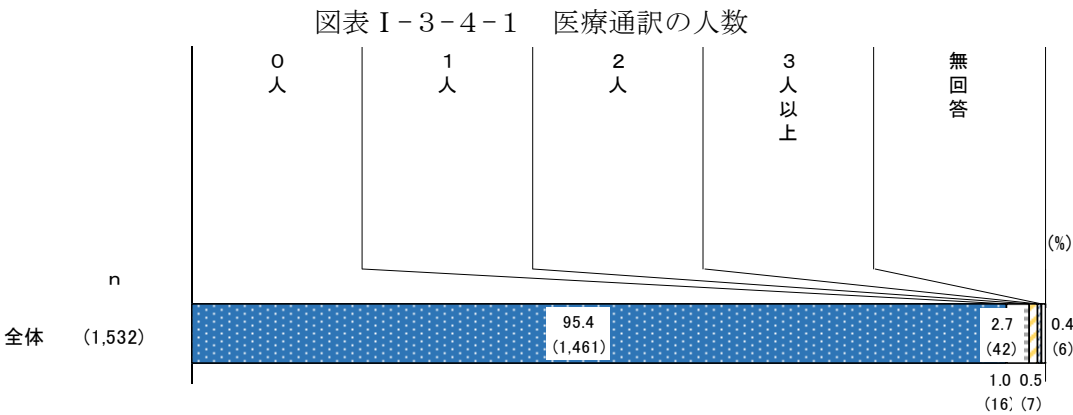 図表Ⅰ-3-4-1　医療通訳の人数
０人
１人
２人
３人以上
無回答
(%)
n
全体 (1,532)
95.4
(1,461)
2.7
(42)
0.4
(6)
1.0 0.5
(16) (7)